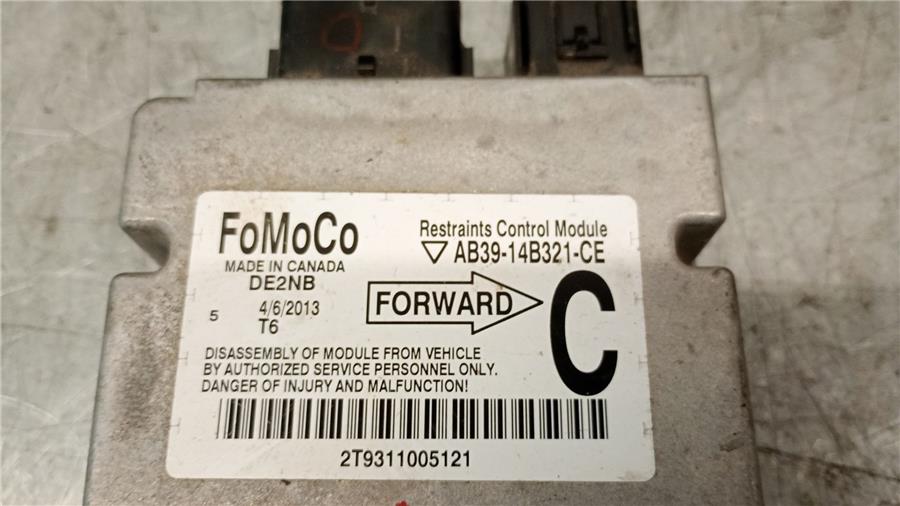 FoMoCo
MADE IN CANADA
DE2NB
5 4/6/2013
T6
Restraints Control Module
AB39-14B321-CE
FORWARD
C
DISASSEMBLY OF MODULE FROM VEHICLE
BY AUTHORIZED SERVICE PERSONNEL ONLY.
DANGER OF INJURY AND MALFUNCTION!
2T9311005121